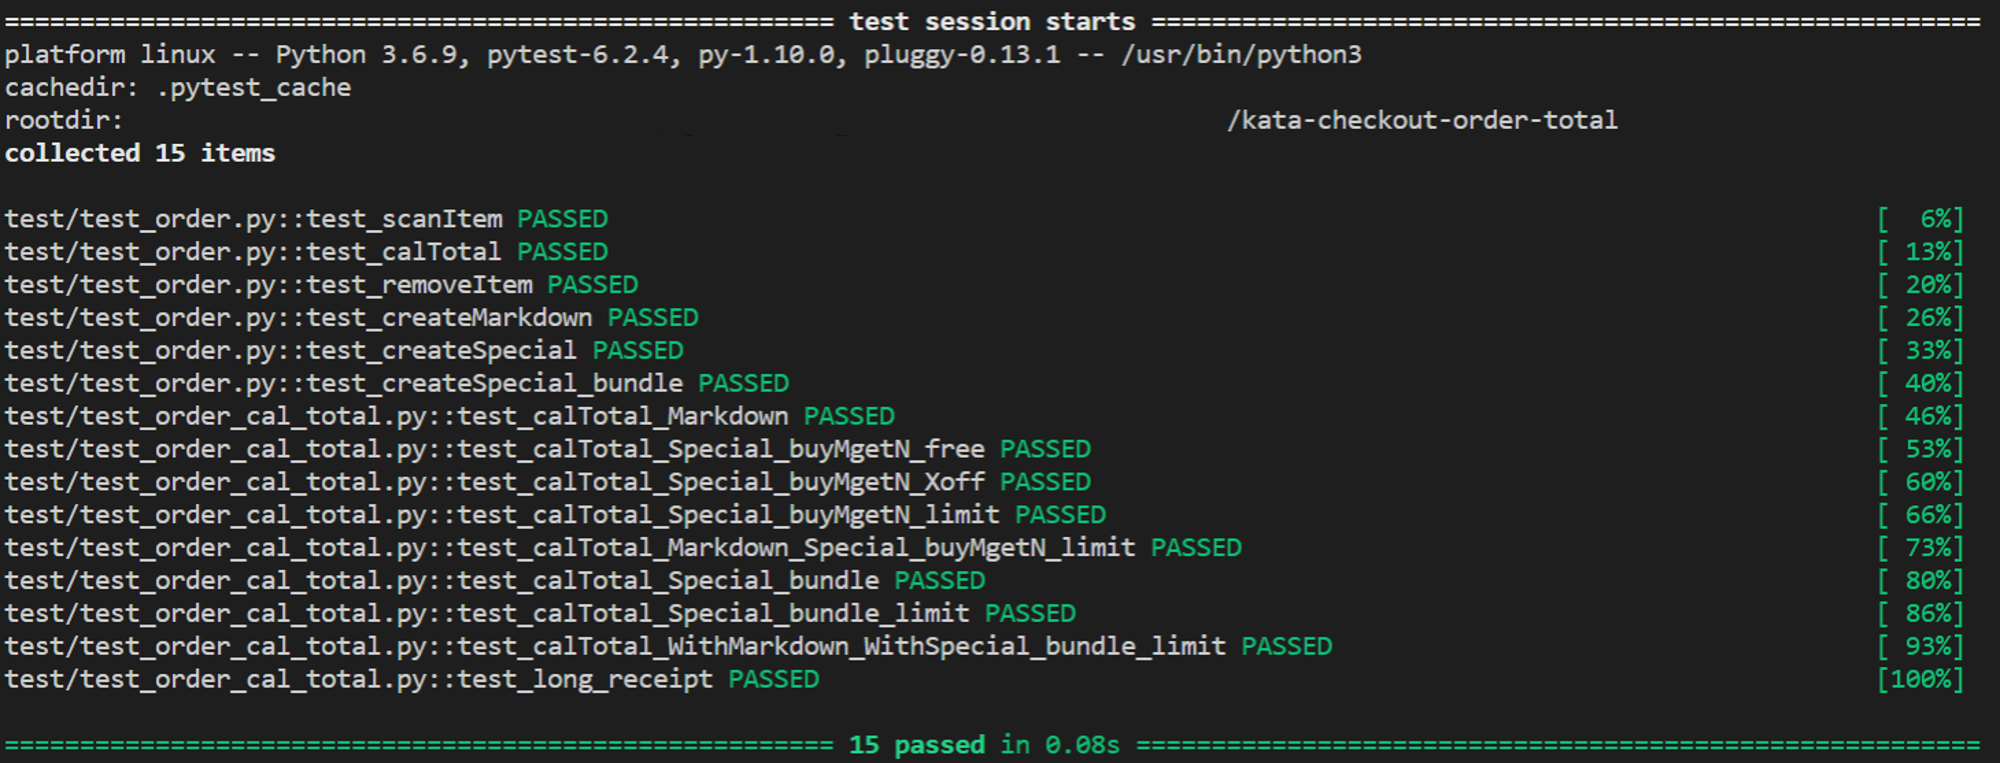 ====================================================== test session starts ======================================================
platform linux -- Python 3.6.9, pytest-6.2.4, py-1.10.0, pluggy-0.13.1 -- /usr/bin/python3
cachedir: .pytest_cache
rootdir: /kata-checkout-order-total
collected 15 items
test/test_order.py::test_scanItem PASSED [  6%]
test/test_order.py::test_calTotal PASSED [ 13%]
test/test_order.py::test_removeItem PASSED [ 20%]
test/test_order.py::test_createMarkdown PASSED [ 26%]
test/test_order.py::test_createSpecial PASSED [ 33%]
test/test_order.py::test_createSpecial_bundle PASSED [ 40%]
test/test_order_cal_total.py::test_calTotal_Markdown PASSED [ 46%]
test/test_order_cal_total.py::test_calTotal_Special_buyMgetN_free PASSED [ 53%]
test/test_order_cal_total.py::test_calTotal_Special_buyMgetN_Xoff PASSED [ 60%]
test/test_order_cal_total.py::test_calTotal_Special_buyMgetN_limit PASSED [ 66%]
test/test_order_cal_total.py::test_calTotal_Markdown_Special_buyMgetN_limit PASSED [ 73%]
test/test_order_cal_total.py::test_calTotal_Special_bundle PASSED [ 80%]
test/test_order_cal_total.py::test_calTotal_Special_bundle_limit PASSED [ 86%]
test/test_order_cal_total.py::test_calTotal_WithMarkdown_WithSpecial_bundle_limit PASSED [ 93%]
test/test_order_cal_total.py::test_long_receipt PASSED [100%]
======================================================= 15 passed in 0.08s ========================================================